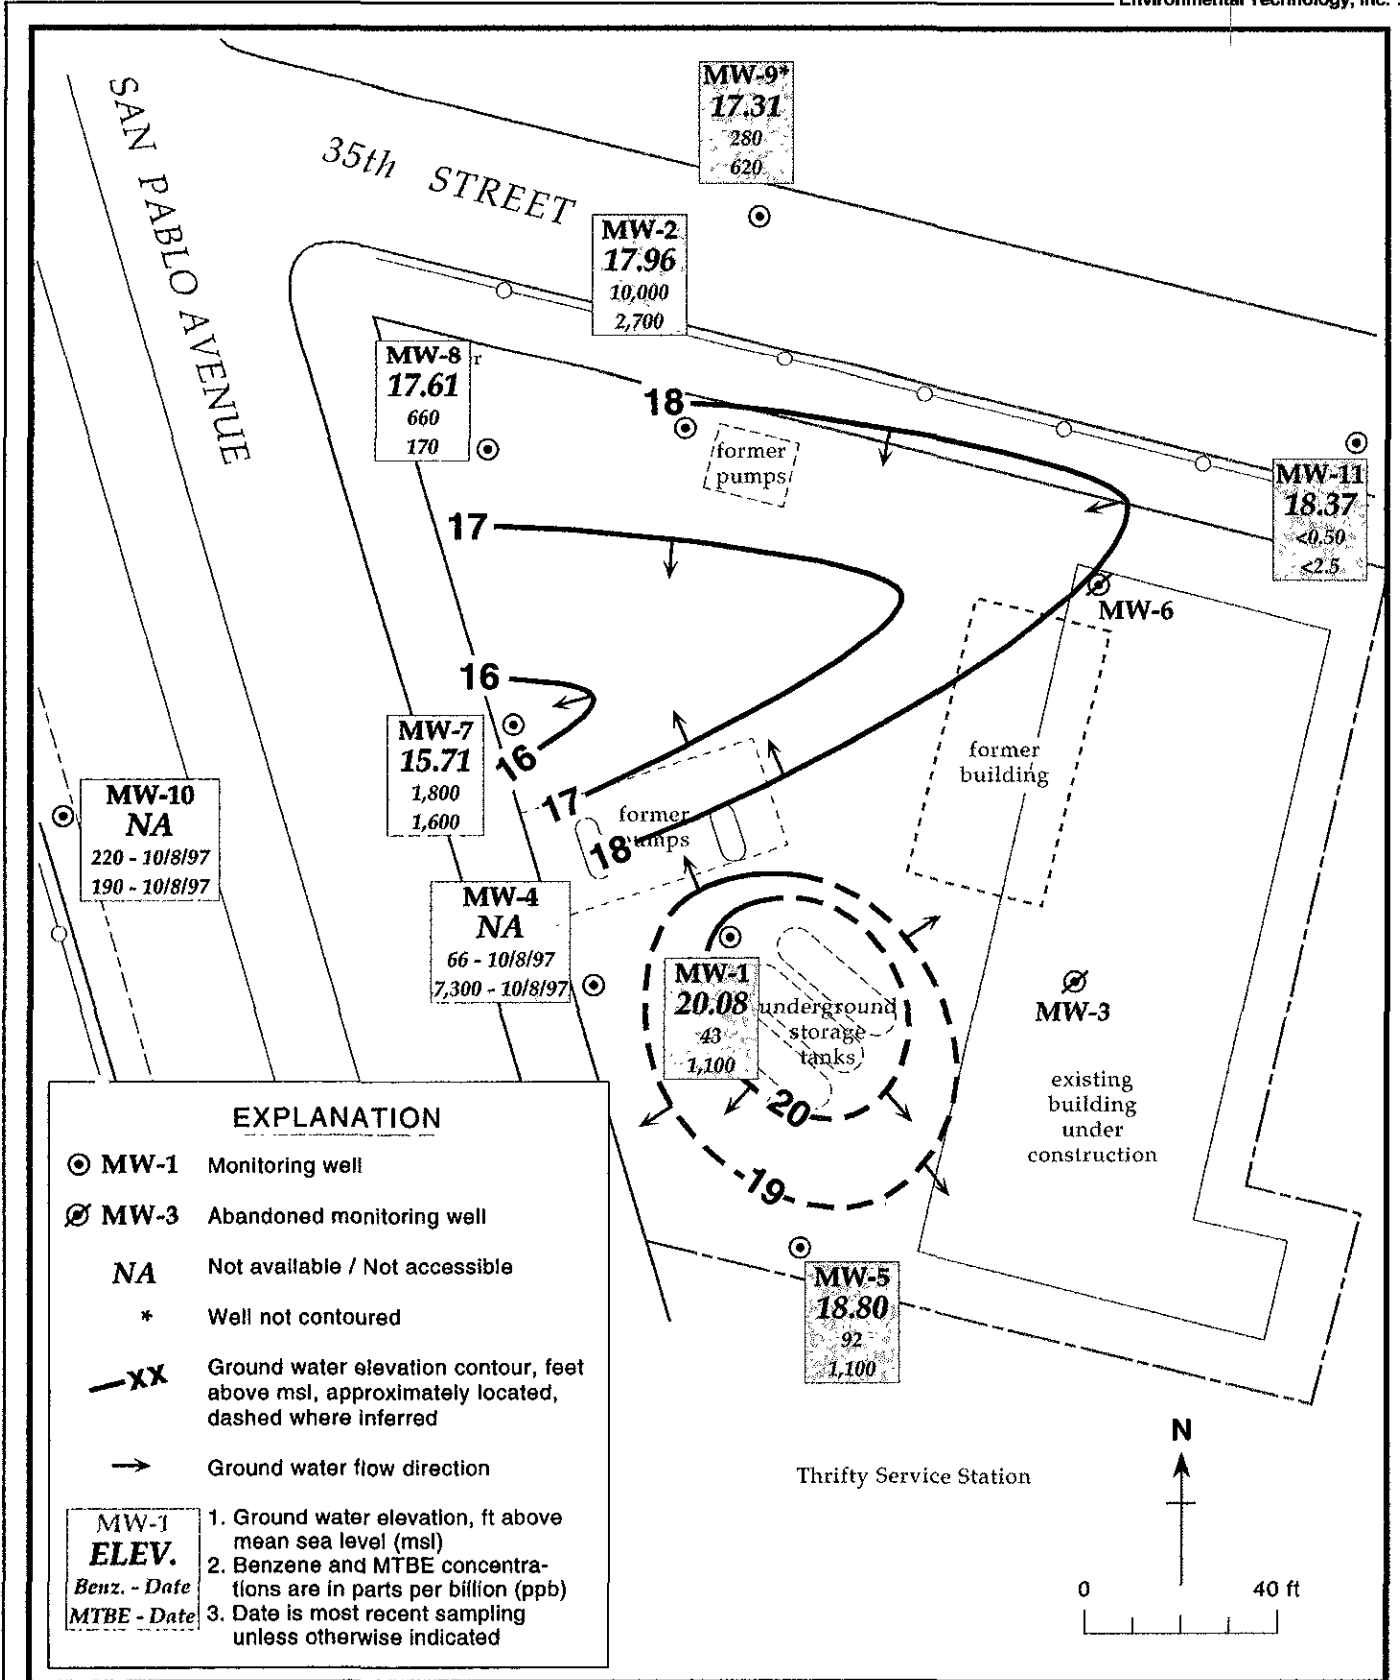 Environmental Technology, Inc.
SAN PABLO AVENUE
35th STREET
MW-9*
17.31
280
620
MW-2
17.96
10,000
2,700
MW-8
r
17.61
660
170
18
former
pumps
MW-11
18.37
<0.50
<2.5
17
MW-6
16
MW-7
15.71
1,800
1,600
16
17
former
pumps
18
former
building
MW-10
NA
220 - 10/8/97
190 - 10/8/97
MW-4
NA
66 - 10/8/97
7,300 - 10/8/97
MW-1
20.08
43
1,100
underground
storage
tanks
20
19
MW-3
existing
building
under
construction
MW-5
18.80
92
1,100
EXPLANATION
MW-1 Monitoring well
MW-3 Abandoned monitoring well
NA Not available / Not accessible
* Well not contoured
XX Ground water elevation contour, feet
above msl, approximately located,
dashed where inferred
Ground water flow direction
MW-1
ELEV.
Benz. - Date
MTBE - Date
1. Ground water elevation, ft above
mean sea level (msl)
2. Benzene and MTBE concentra-
tions are in parts per billion (ppb)
3. Date is most recent sampling
unless otherwise indicated
Thrifty Service Station
N
0 40 ft